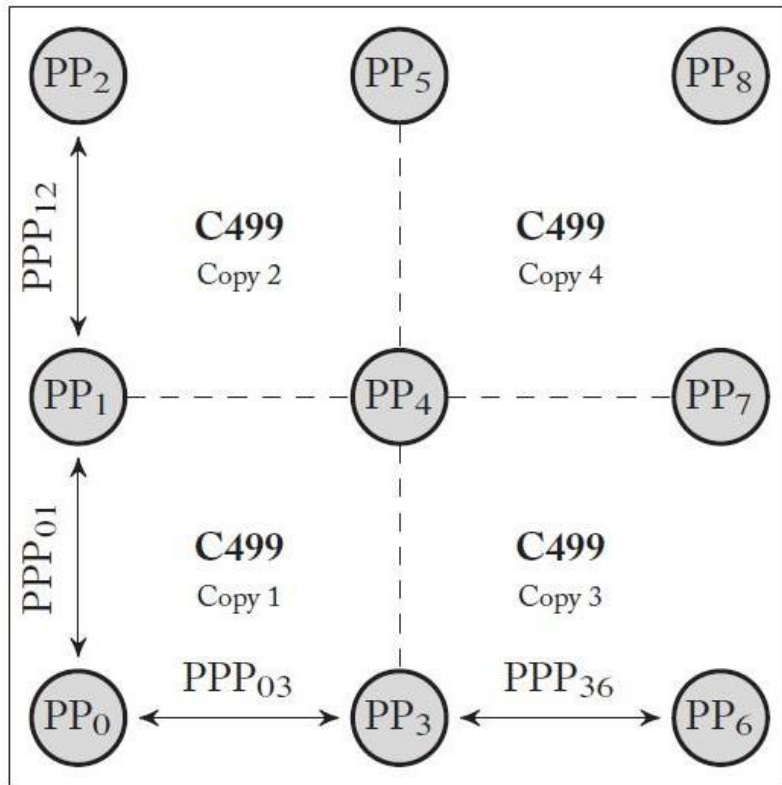 PP₂ PP₅ PP₈
PPP₁₂
C499 C499
Copy 2 Copy 4
PP₁ PP₄ PP₇
PPP₀₁
C499 C499
Copy 1 Copy 3
PPP₀₃ PPP₃₆
PP₀ PP₃ PP₆